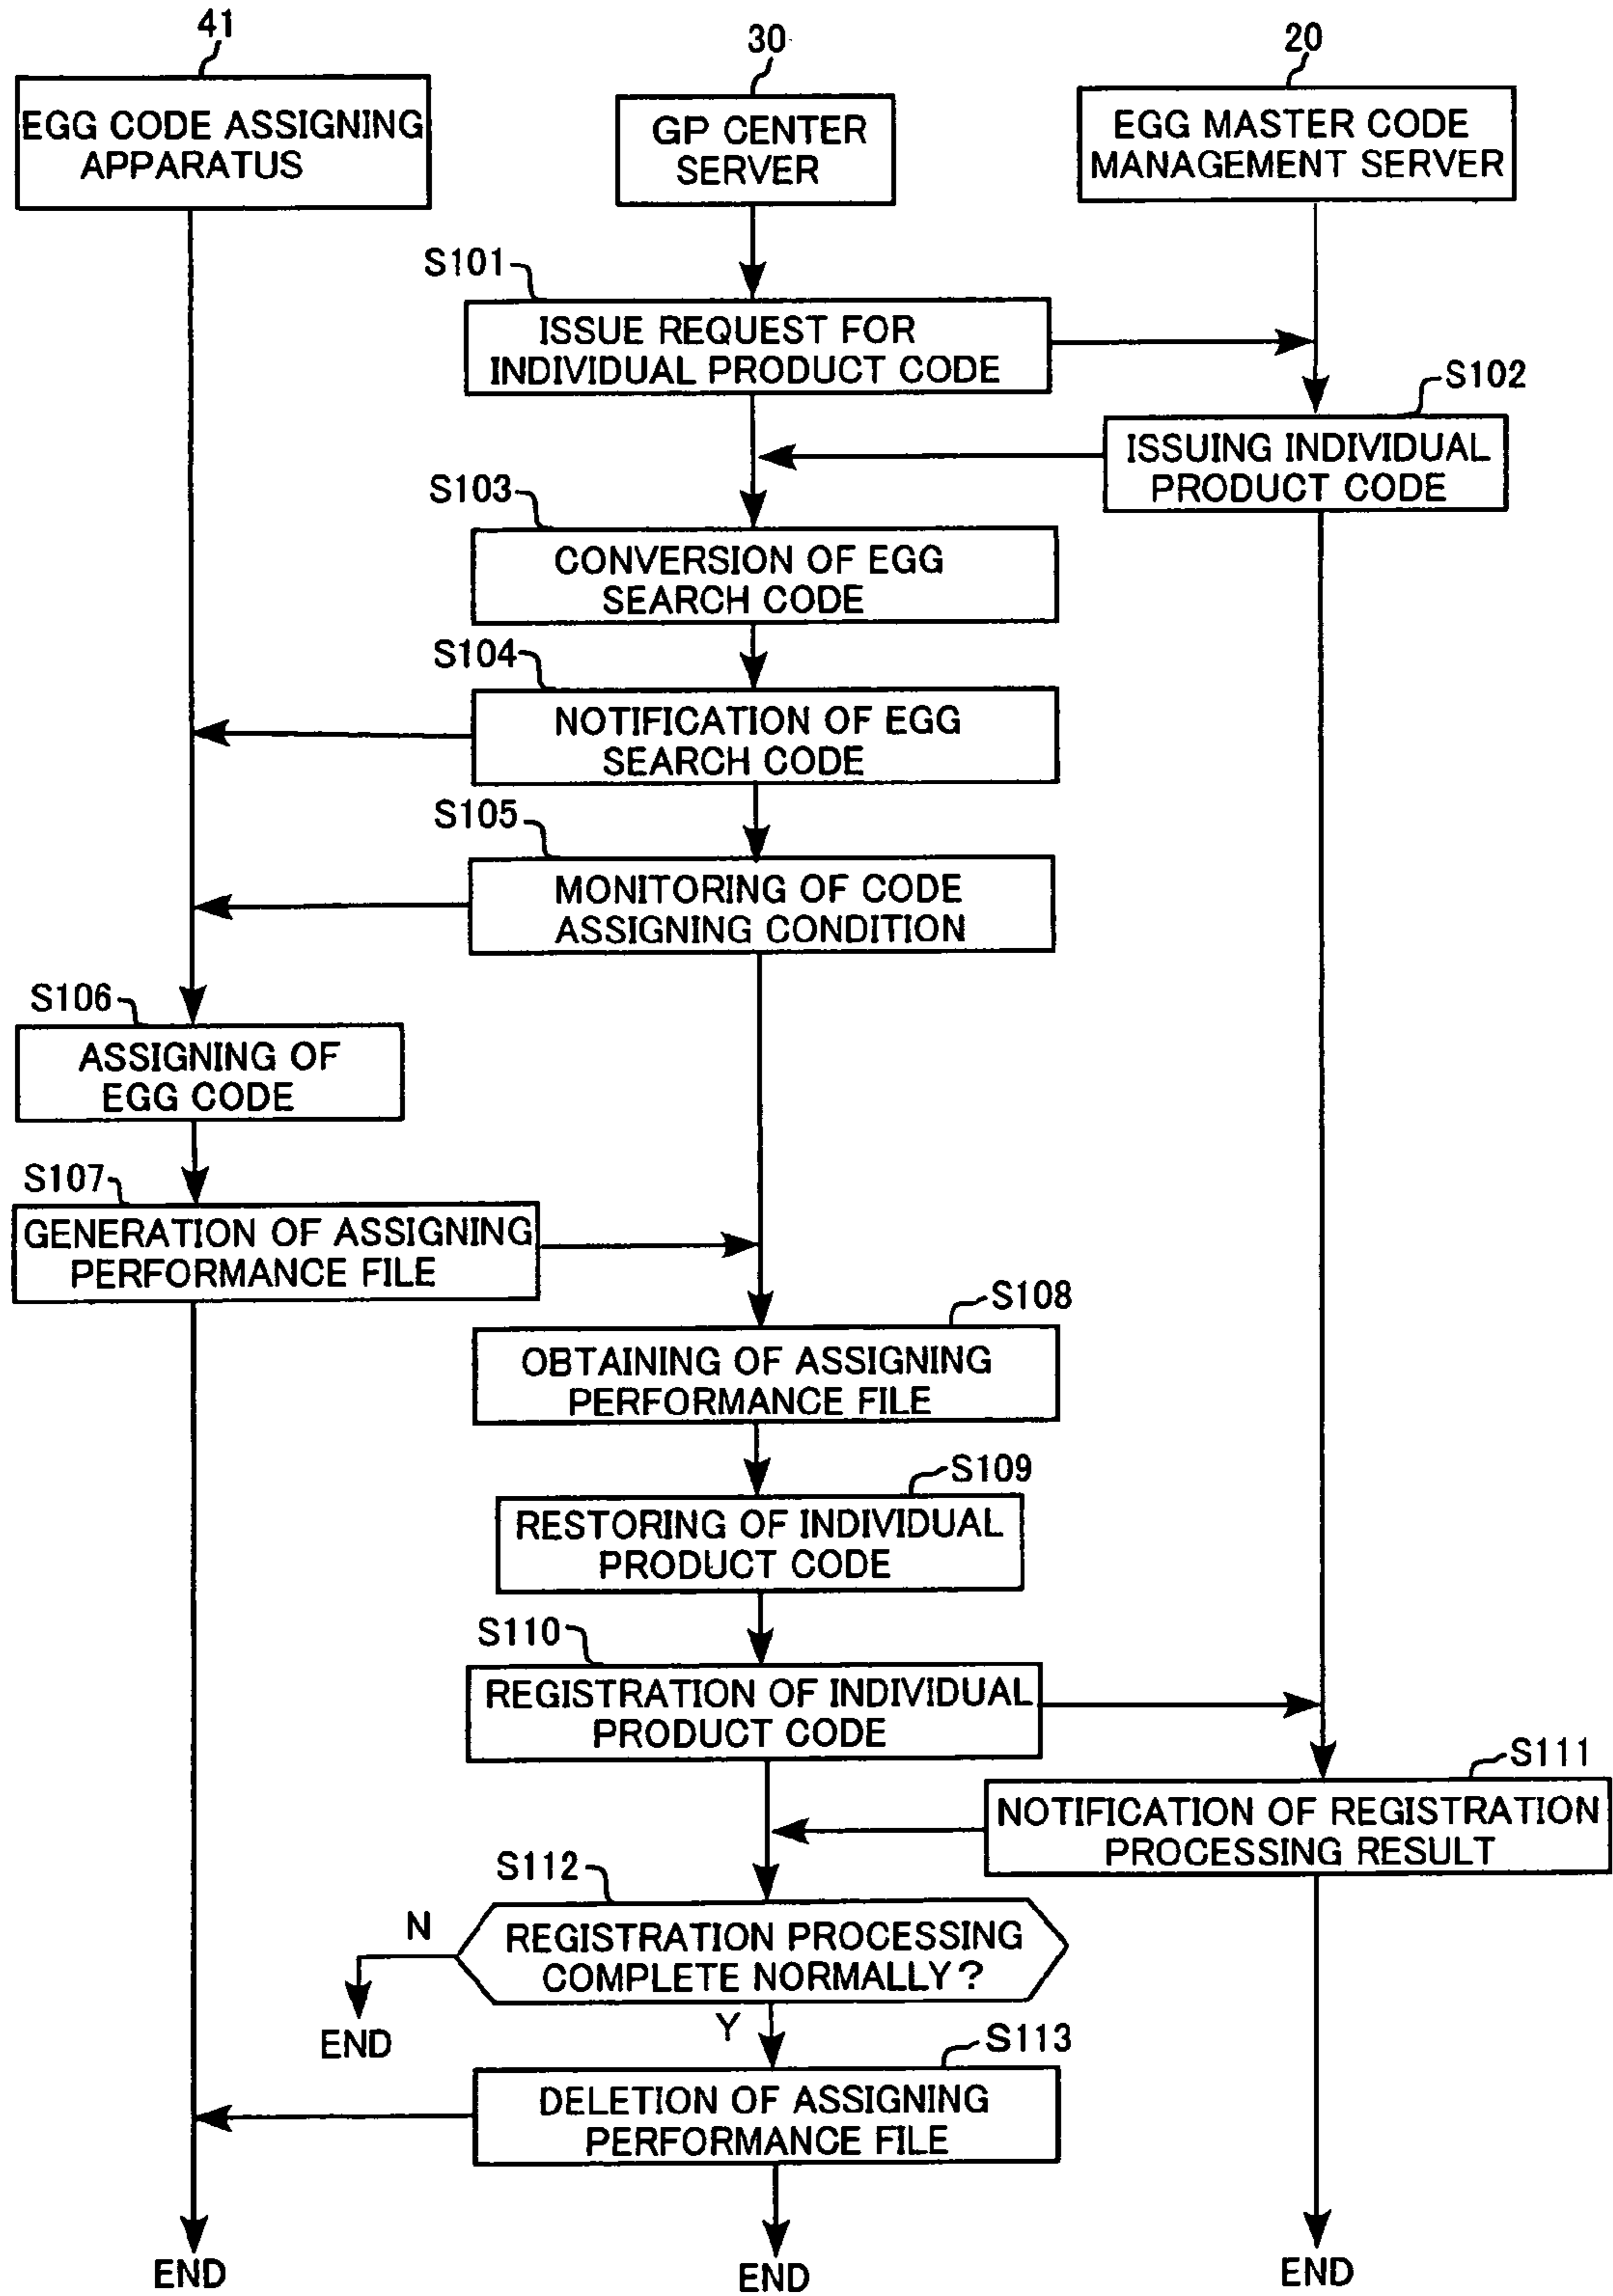 41
30
20
EGG CODE ASSIGNING
APPARATUS
GP CENTER
SERVER
EGG MASTER CODE
MANAGEMENT SERVER
S101
ISSUE REQUEST FOR
INDIVIDUAL PRODUCT CODE
S102
ISSUING INDIVIDUAL
PRODUCT CODE
S103
CONVERSION OF EGG
SEARCH CODE
S104
NOTIFICATION OF EGG
SEARCH CODE
S105
MONITORING OF CODE
ASSIGNING CONDITION
S106
ASSIGNING OF
EGG CODE
S107
GENERATION OF ASSIGNING
PERFORMANCE FILE
S108
OBTAINING OF ASSIGNING
PERFORMANCE FILE
S109
RESTORING OF INDIVIDUAL
PRODUCT CODE
S110
REGISTRATION OF INDIVIDUAL
PRODUCT CODE
S111
NOTIFICATION OF REGISTRATION
PROCESSING RESULT
S112
REGISTRATION PROCESSING
COMPLETE NORMALLY?
N
END
Y
S113
DELETION OF ASSIGNING
PERFORMANCE FILE
END
END
END